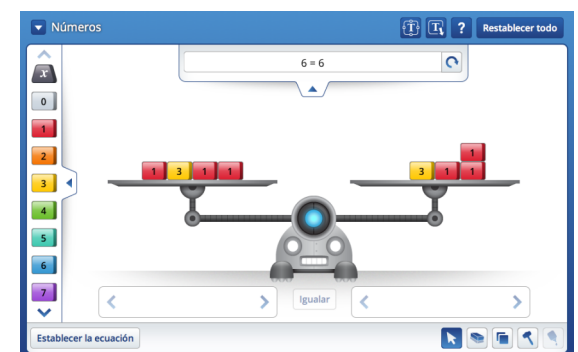 Números
T T ? Restablecer todo
6 = 6
x
0
1
2
3
4
5
6
7
1 3 1 1
1
3 1 1
Igualar
Establecer la ecuación